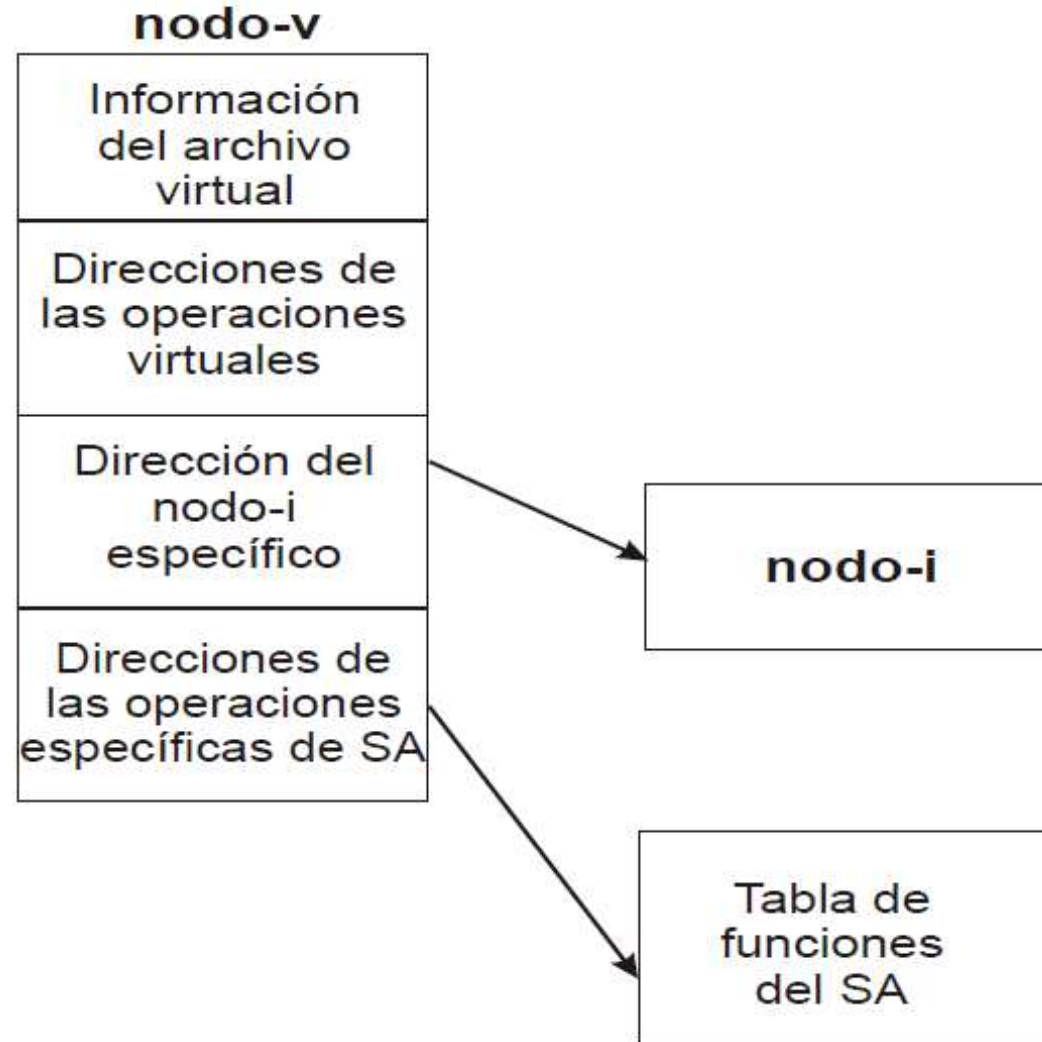 nodo-v
Información
del archivo
virtual
Direcciones de
las operaciones
virtuales
Dirección del
nodo-i
específico
Direcciones de
las operaciones
específicas de SA
nodo-i
Tabla de
funciones
del SA